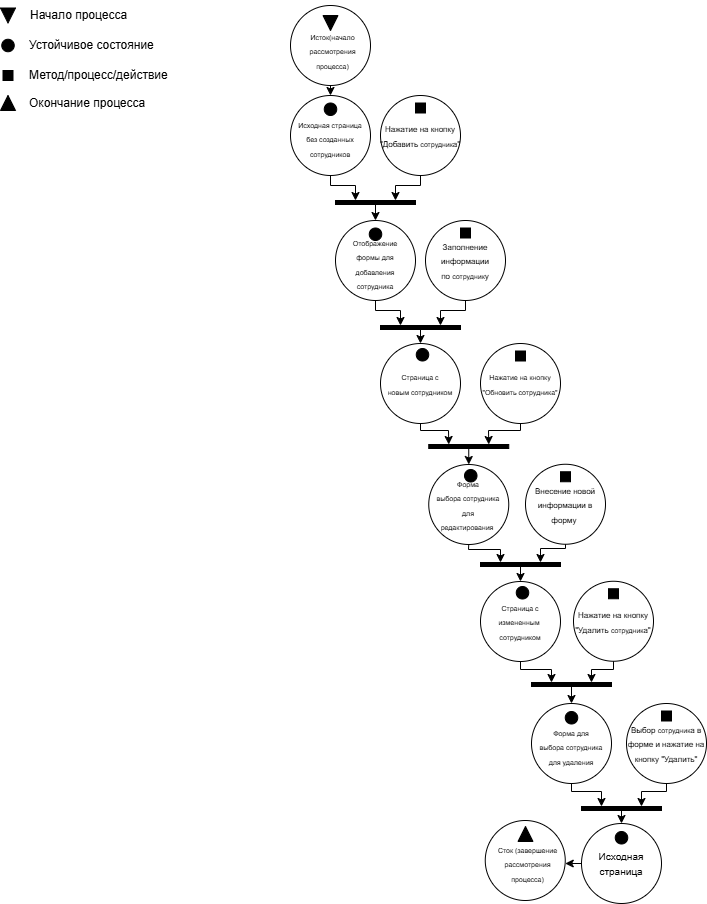 Начало процесса
Устойчивое состояние
Метод/процесс/действие
Окончание процесса
Исток(начало
рассмотрения
процесса)
Исходная страница
без созданных
сотрудников
Нажатие на кнопку
"Добавить сотрудника"
Отображение
формы для
добавления
сотрудника
Заполнение
информации
по сотруднику
Страница с
новым сотрудником
Нажатие на кнопку
"Обновить сотрудника"
Форма
выбора сотрудника
для
редактирования
Внесение новой
информации в
форму
Страница с
измененным
сотрудником
Нажатие на кнопку
"Удалить сотрудника"
Форма для
выбора сотрудника
для удаления
Выбор сотрудника в
форме и нажатие на
кнопку "Удалить"
Исходная
страница
Сток (завершение
рассмотрения
процесса)